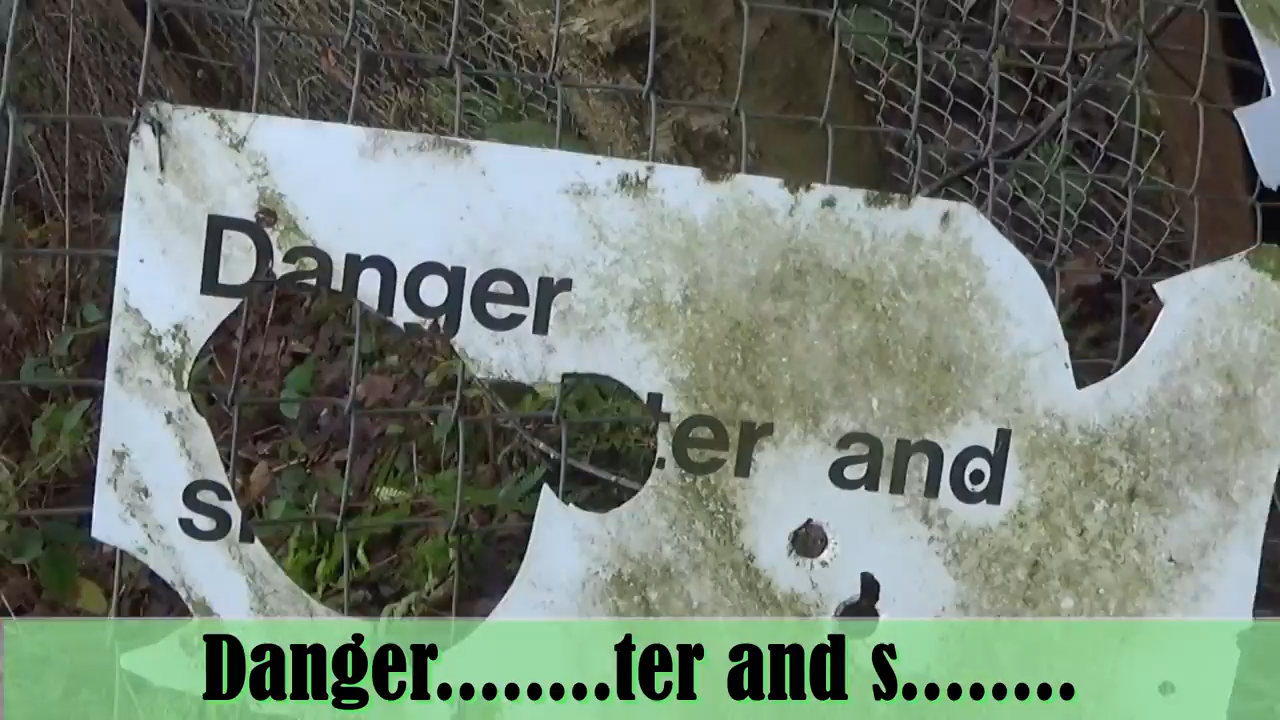 Danger
ter and
s
Danger........ter and s........